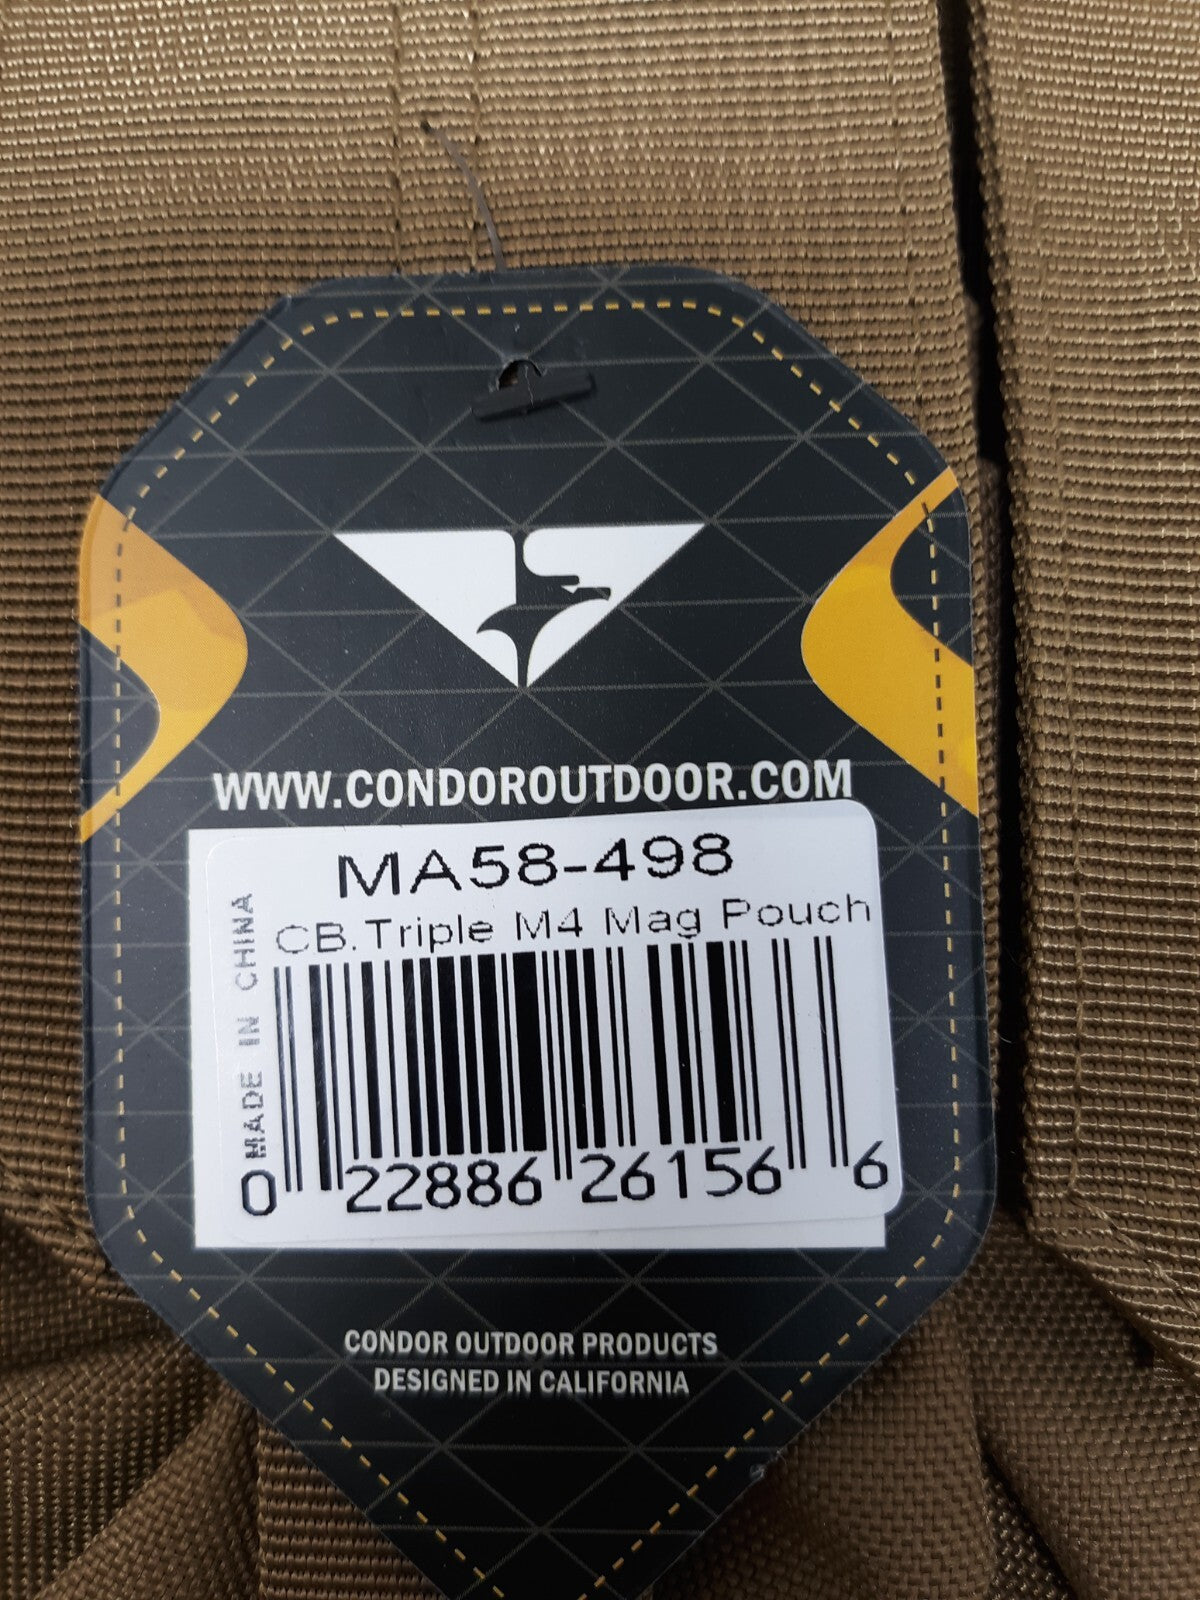 WWW.CONDOROUTDOOR.COM
MA58-498
CB.Triple M4 Mag Pouch
MADE IN CHINA
0 22886 26156 6
CONDOR OUTDOOR PRODUCTS
DESIGNED IN CALIFORNIA